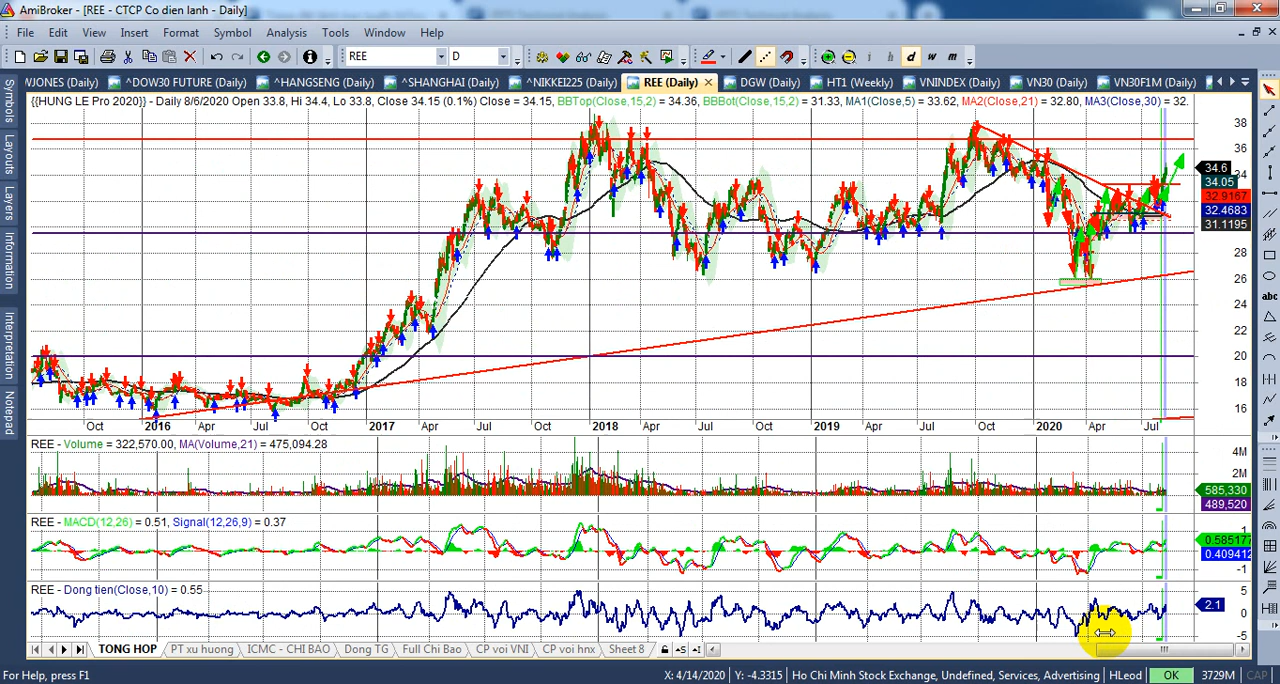 AmiBroker - [REE - CTCP Co dien lanh - Daily]
File Edit View Insert Format Symbol Analysis Tools Window Help
REE D i h d w m
WJONES (Daily) ^DOW30 FUTURE (Daily) ^HANGSENG (Daily) ^SHANGHAI (Daily) ^NIKKEI225 (Daily) REE (Daily) DGW (Daily) HT1 (Weekly) VNINDEX (Daily) VN30 (Daily) VN30F1M (Daily)
Symbols
Layouts
Layers
Information
Interpretation
Notepad
{{HUNG LE Pro 2020}} - Daily 8/6/2020 Open 33.8, Hi 34.4, Lo 33.8, Close 34.15 (0.1%) Close = 34.15, BBTop(Close,15,2) = 34.36, BBBot(Close,15,2) = 31.33, MA1(Close,5) = 33.62, MA2(Close,21) = 32.80, MA3(Close,30) = 32.
38
36
34.6
34.05
32.9167
32.4683
31.1195
28
26
24
22
20
18
16
Oct 2016 Apr Jul Oct 2017 Apr Jul Oct 2018 Apr Jul Oct 2019 Apr Jul Oct 2020 Apr Jul
REE - Volume = 322,570.00, MA(Volume,21) = 475,094.28
4M
2M
585,330
489,520
REE - MACD(12,26) = 0.51, Signal(12,26,9) = 0.37
1
0.585177
0.409412
-1
REE - Dong tien(Close,10) = 0.55
5
2.1
0
-5
TONG HOP PT xu huong ICMC - CHI BAO Dong TI Full Chi Bao CP voi VNI CP voi hnx Sheet 8
abc
For Help, press F1 X: 4/14/2020 Y: -4.3315 Ho Chi Minh Stock Exchange, Undefined, Services, Advertising HLeod OK 3729M CAP